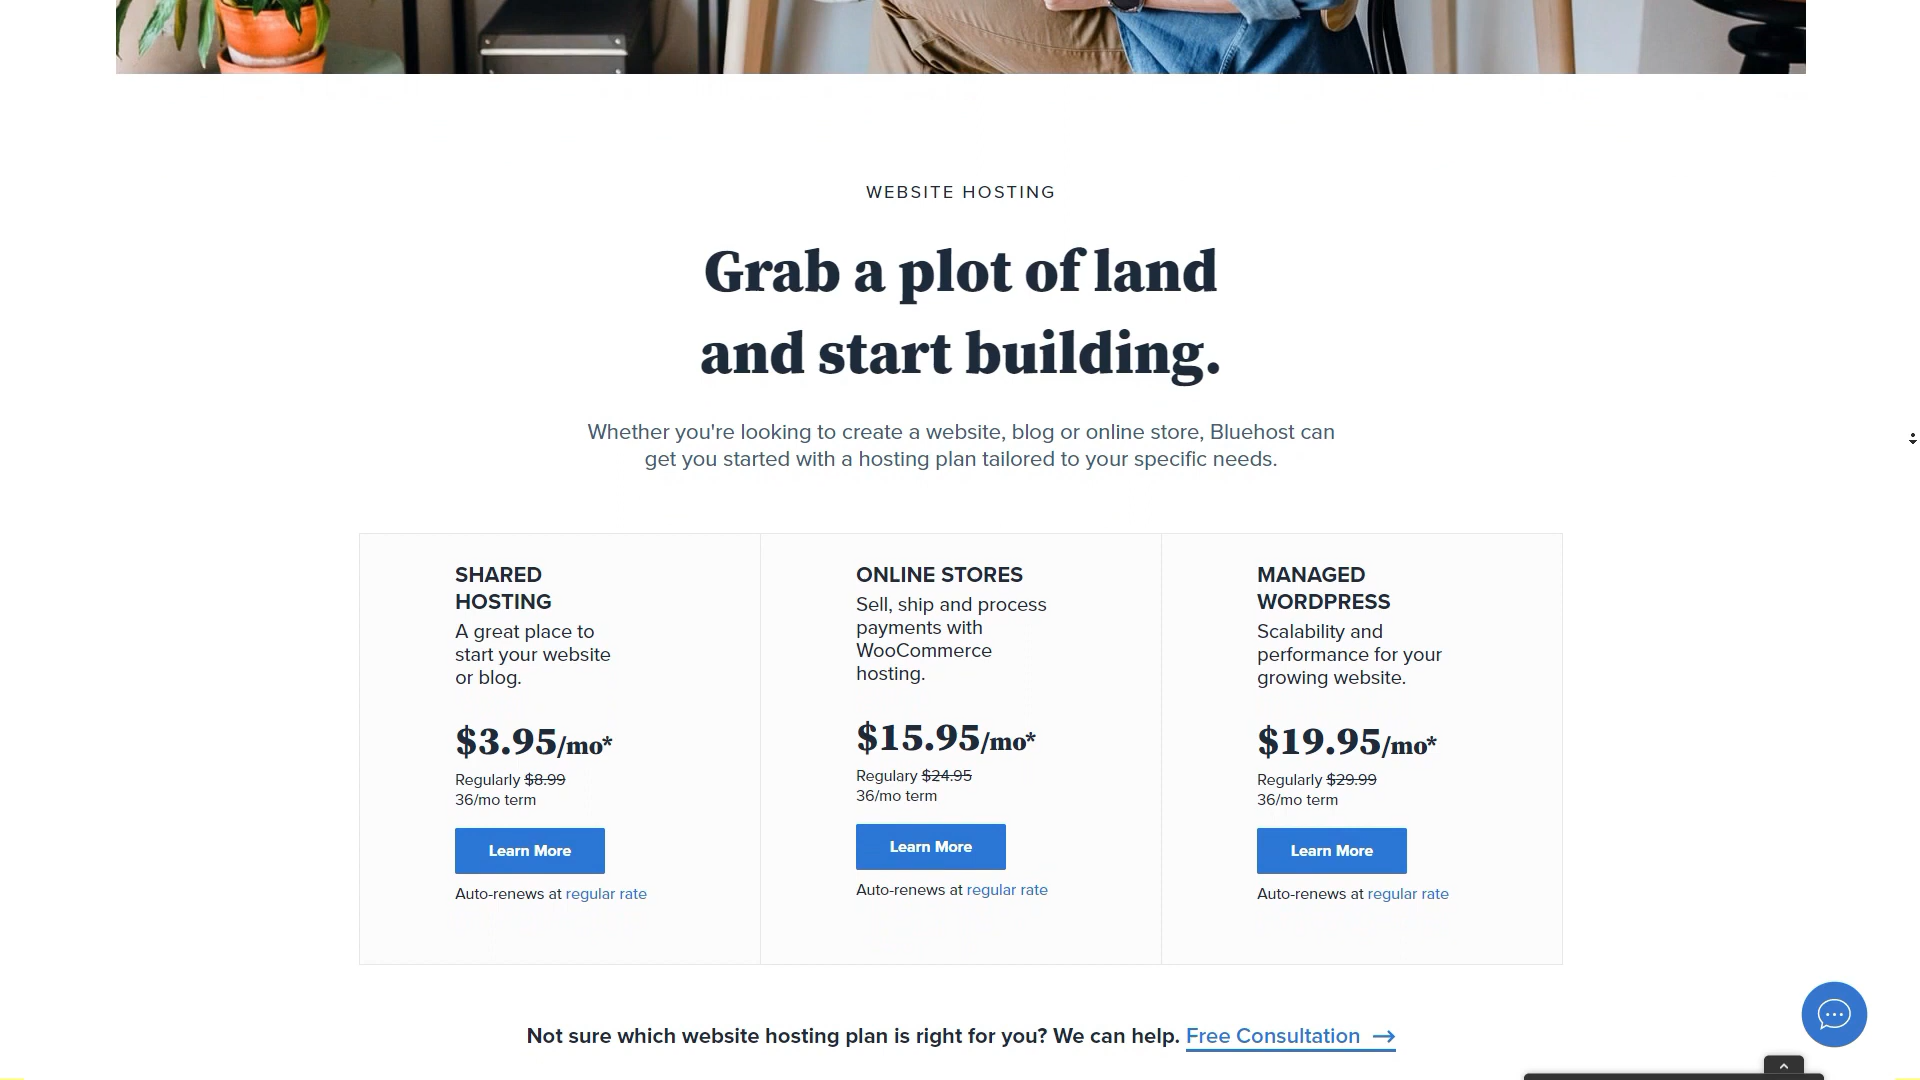 WEBSITE HOSTING
Grab a plot of land
and start building.
Whether you're looking to create a website, blog or online store, Bluehost can
get you started with a hosting plan tailored to your specific needs.
SHARED
HOSTING
A great place to
start your website
or blog.
$3.95/mo*
Regularly $8.99
36/mo term
Learn More
Auto-renews at regular rate
ONLINE STORES
Sell, ship and process
payments with
WooCommerce
hosting.
$15.95/mo*
Regulary $24.95
36/mo term
Learn More
Auto-renews at regular rate
MANAGED
WORDPRESS
Scalability and
performance for your
growing website.
$19.95/mo*
Regularly $29.99
36/mo term
Learn More
Auto-renews at regular rate
Not sure which website hosting plan is right for you? We can help. Free Consultation →